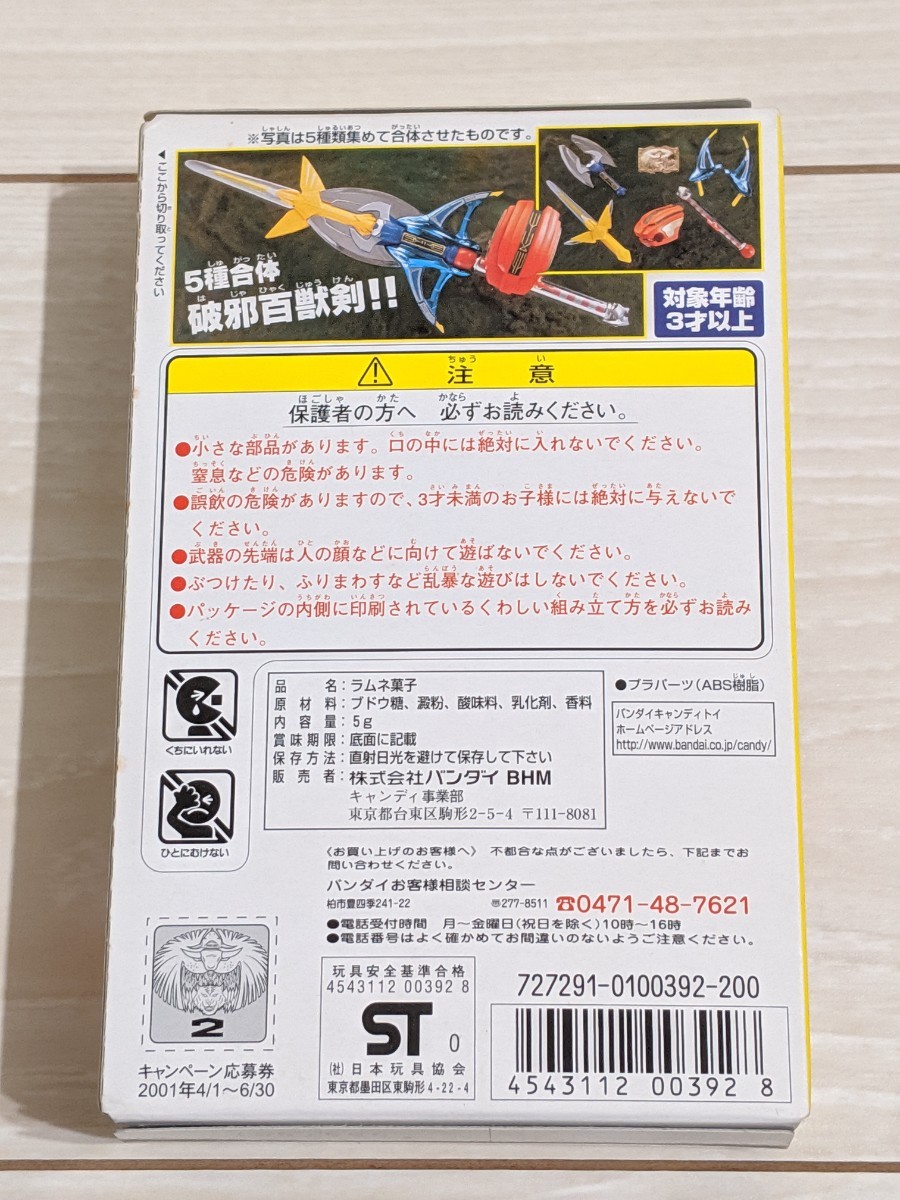 ※写真は5種類集めて合体させたものです。
◀ここから切り取ってください
5種合体
破邪百獣剣!!
対象年齢
3才以上
注意
保護者の方へ 必ずお読みください。
●小さな部品があります。口の中には絶対に入れないでください。
窒息などの危険があります。
●誤飲の危険がありますので、3才未満のお子様には絶対に与えないで
ください。
●武器の先端は人の顔などに向けて遊ばないでください。
●ぶつけたり、ふりまわすなど乱暴な遊びはしないでください。
●パッケージの内側に印刷されているくわしい組み立て方を必ずお読み
ください。
くちにいれない
ひとにむけない
品名:ラムネ菓子
原材料:ブドウ糖、澱粉、酸味料、乳化剤、香料
内容量:5g
賞味期限:底面に記載
保存方法:直射日光を避けて保存して下さい
販売者:株式会社バンダイ BHM
キャンディ事業部
東京都台東区駒形2-5-4 〒111-8081
●プラパーツ(ABS樹脂)
バンダイキャンディトイ
ホームページアドレス
http://www.bandai.co.jp/candy/
〈お買い上げのお客様へ〉 不都合な点がございましたら、下記までお
問い合わせください。
バンダイお客様相談センター
柏市豊四季241-22 〠277-8511 ☎0471-48-7621
●電話受付時間 月〜金曜日(祝日を除く)10時〜16時
●電話番号はよく確かめてお間違いのないようご注意ください。
2
キャンペーン応募券
2001年4/1〜6/30
玩具安全基準合格
4543112 00392 8
ST 0
(社)日本玩具協会
東京都墨田区東駒形4-22-4
727291-0100392-200
4543112 003928